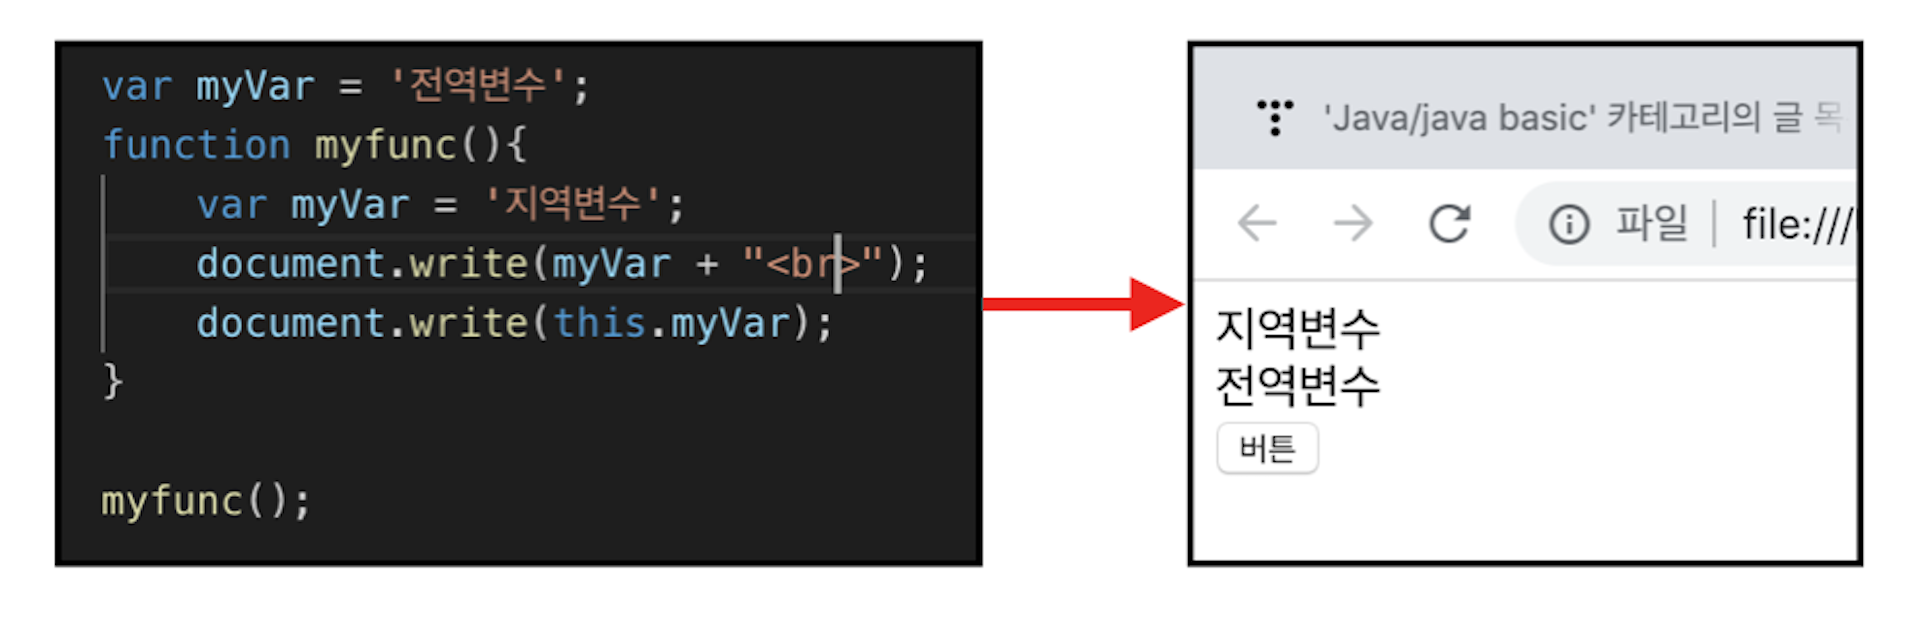 var myVar = '전역변수';
function myfunc(){
    var myVar = '지역변수';
    document.write(myVar + "<br>");
    document.write(this.myVar);
}
myfunc();
'Java/java basic' 카테고리의 글 목
파일 | file:///
지역변수
전역변수
버튼